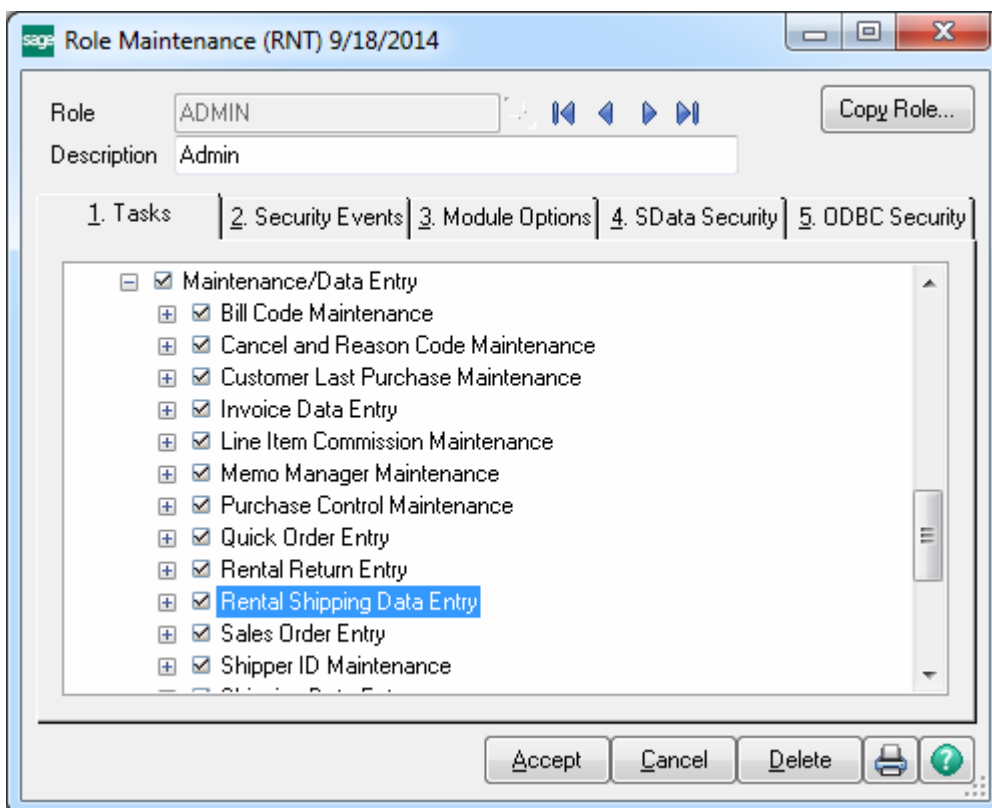 sage Role Maintenance (RNT) 9/18/2014
Role ADMIN Copy Role...
Description Admin
1. Tasks 2. Security Events 3. Module Options 4. SData Security 5. ODBC Security
Maintenance/Data Entry
Bill Code Maintenance
Cancel and Reason Code Maintenance
Customer Last Purchase Maintenance
Invoice Data Entry
Line Item Commission Maintenance
Memo Manager Maintenance
Purchase Control Maintenance
Quick Order Entry
Rental Return Entry
Rental Shipping Data Entry
Sales Order Entry
Shipper ID Maintenance
Accept Cancel Delete ?